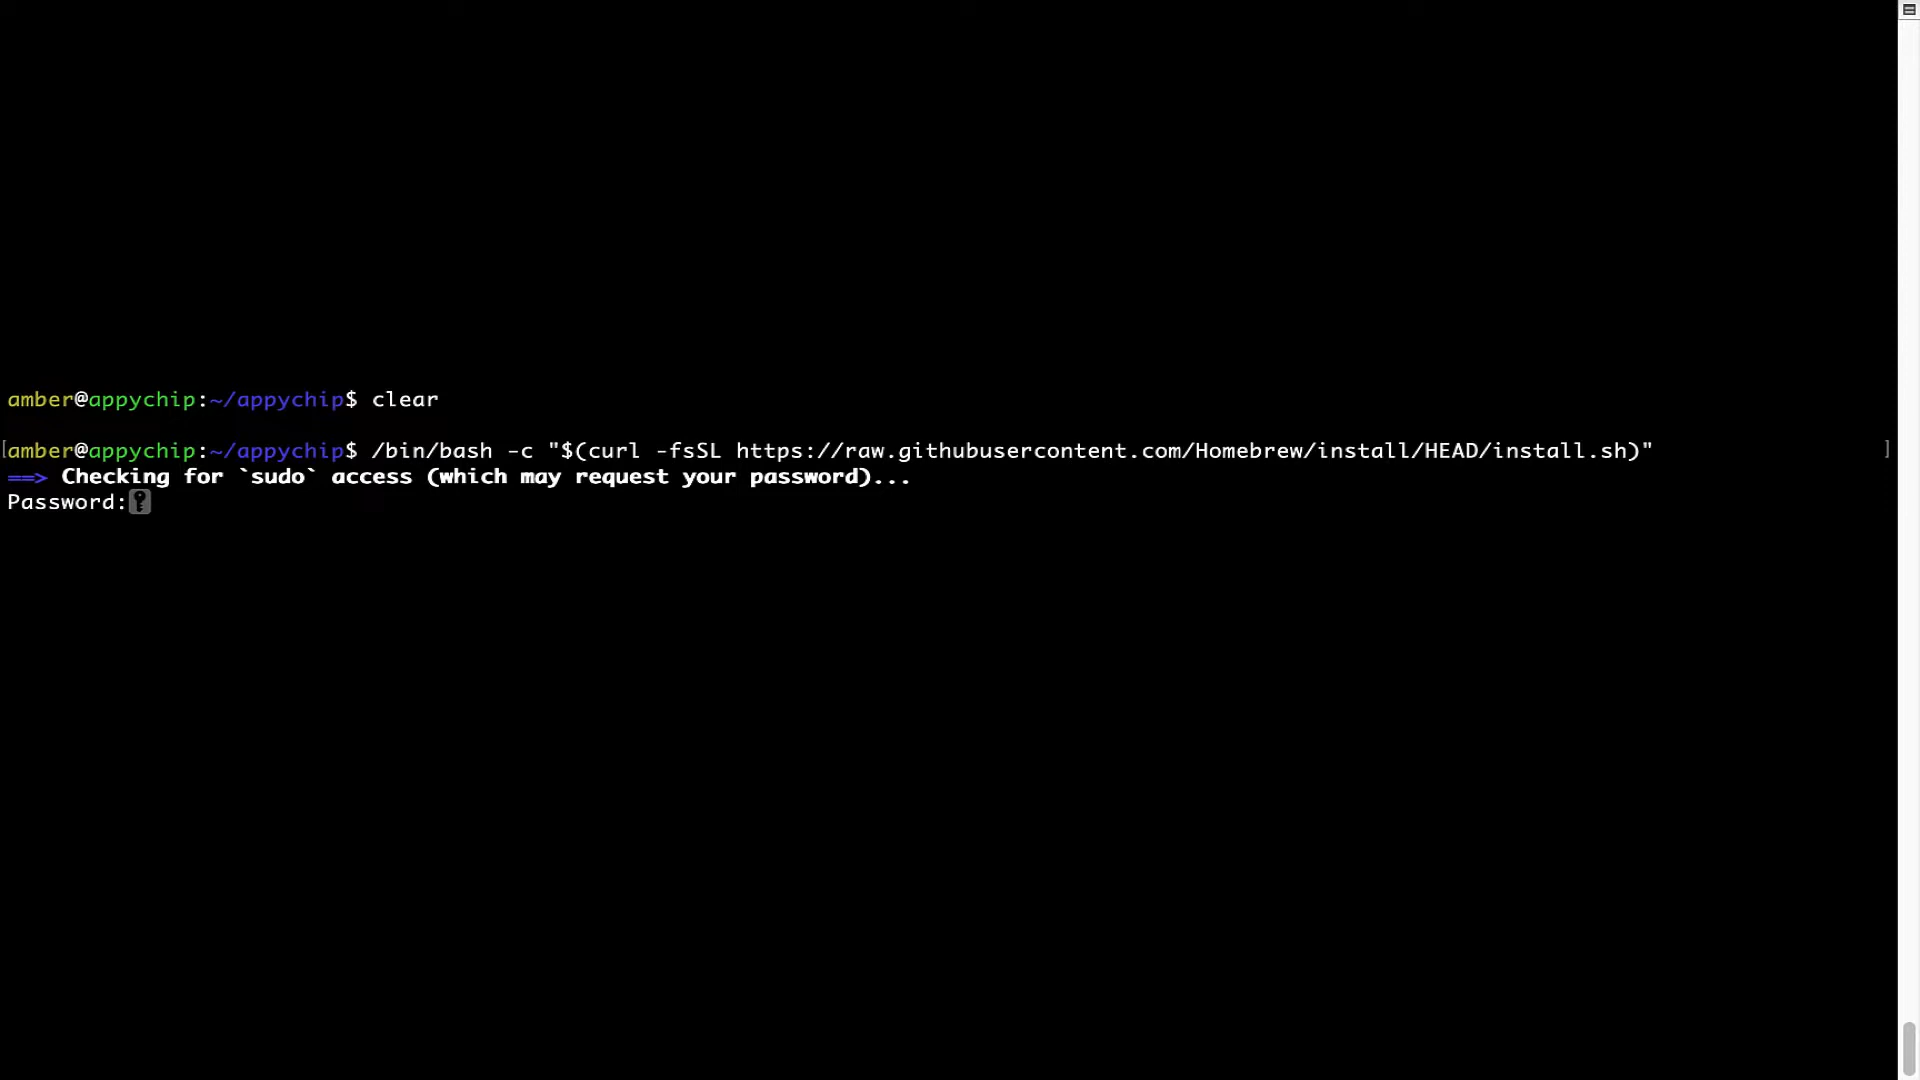 amber@appychip:~/appychip$ clear
[amber@appychip:~/appychip$ /bin/bash -c "$(curl -fsSL https://raw.githubusercontent.com/Homebrew/install/HEAD/install.sh)" ]
==> Checking for `sudo` access (which may request your password)...
Password: